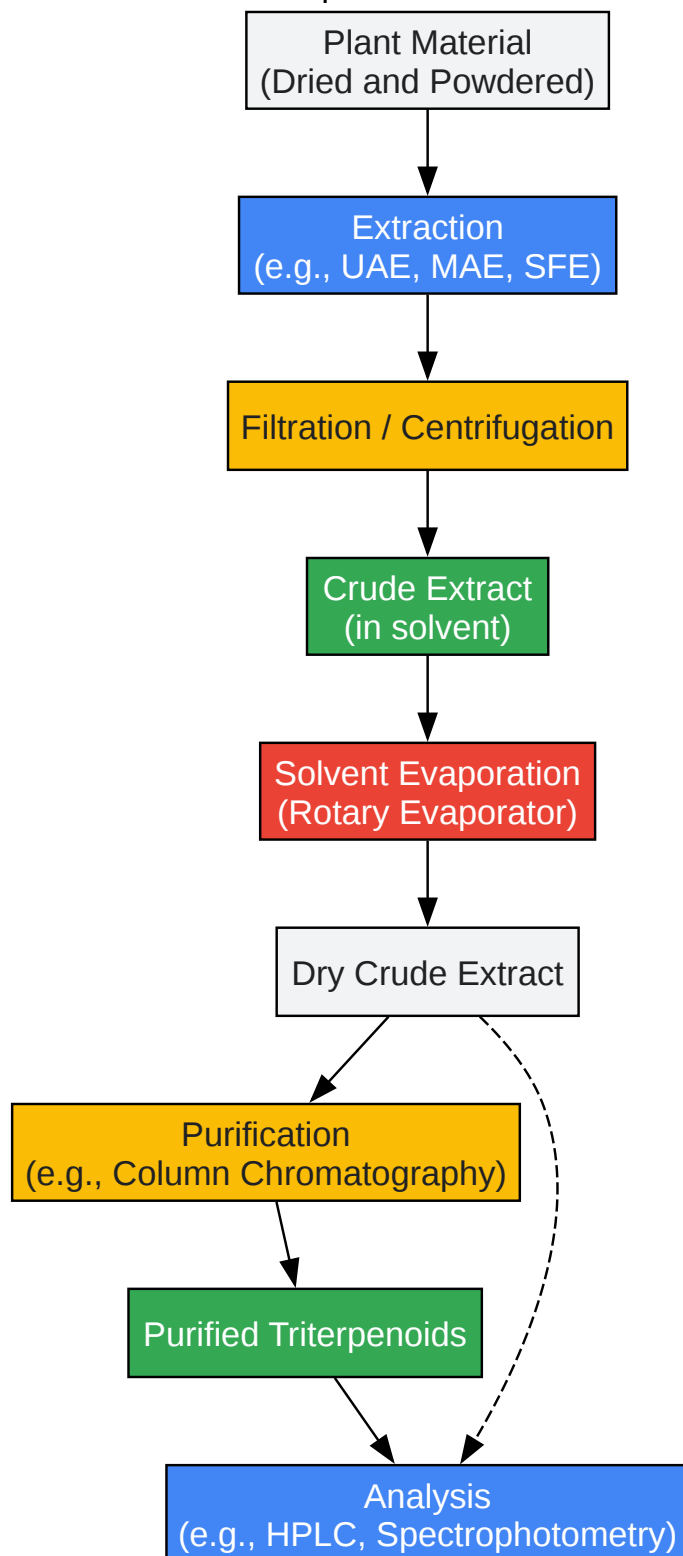 Plant Material
(Dried and Powdered)
Extraction
(e.g., UAE, MAE, SFE)
Filtration / Centrifugation
Crude Extract
(in solvent)
Solvent Evaporation
(Rotary Evaporator)
Dry Crude Extract
Purification
(e.g., Column Chromatography)
Purified Triterpenoids
Analysis
(e.g., HPLC, Spectrophotometry)